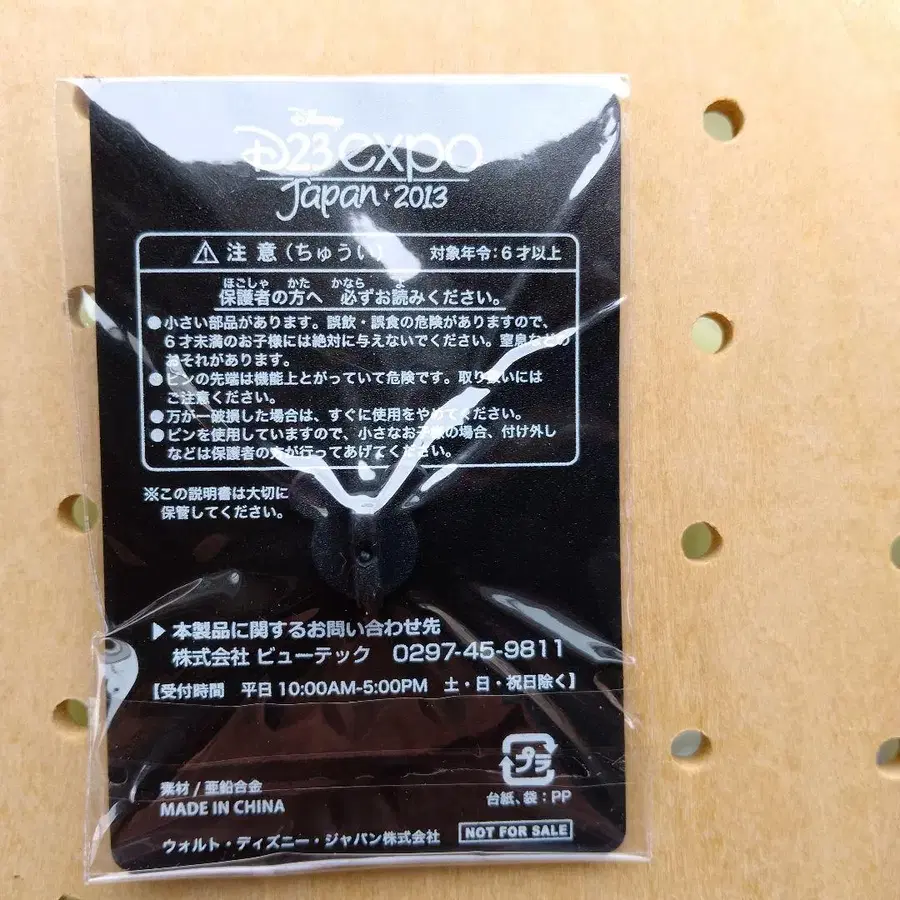 Disney
D23 expo
Japan 2013
注意（ちゅうい） 対象年令：6才以上
ほごしゃ かた かなら よ
保護者の方へ 必ずお読みください。
●小さい部品があります。誤飲・誤食の危険がありますので、
6才未満のお子様には絶対に与えないでください。窒息などの
おそれがあります。
●ピンの先端は機能上とがっていて危険です。取り扱いには
ご注意ください。
●万が一破損した場合は、すぐに使用をやめてください。
●ピンを使用していますので、小さなお子様の場合、付け外し
などは保護者の方が行ってあげてください。
※この説明書は大切に
保管してください。
▶本製品に関するお問い合わせ先
株式会社 ビューテック 0297-45-9811
【受付時間 平日10:00AM-5:00PM 土・日・祝日除く】
プラ
素材 / 亜鉛合金
台紙、袋：PP
MADE IN CHINA
ウォルト・ディズニー・ジャパン株式会社
NOT FOR SALE